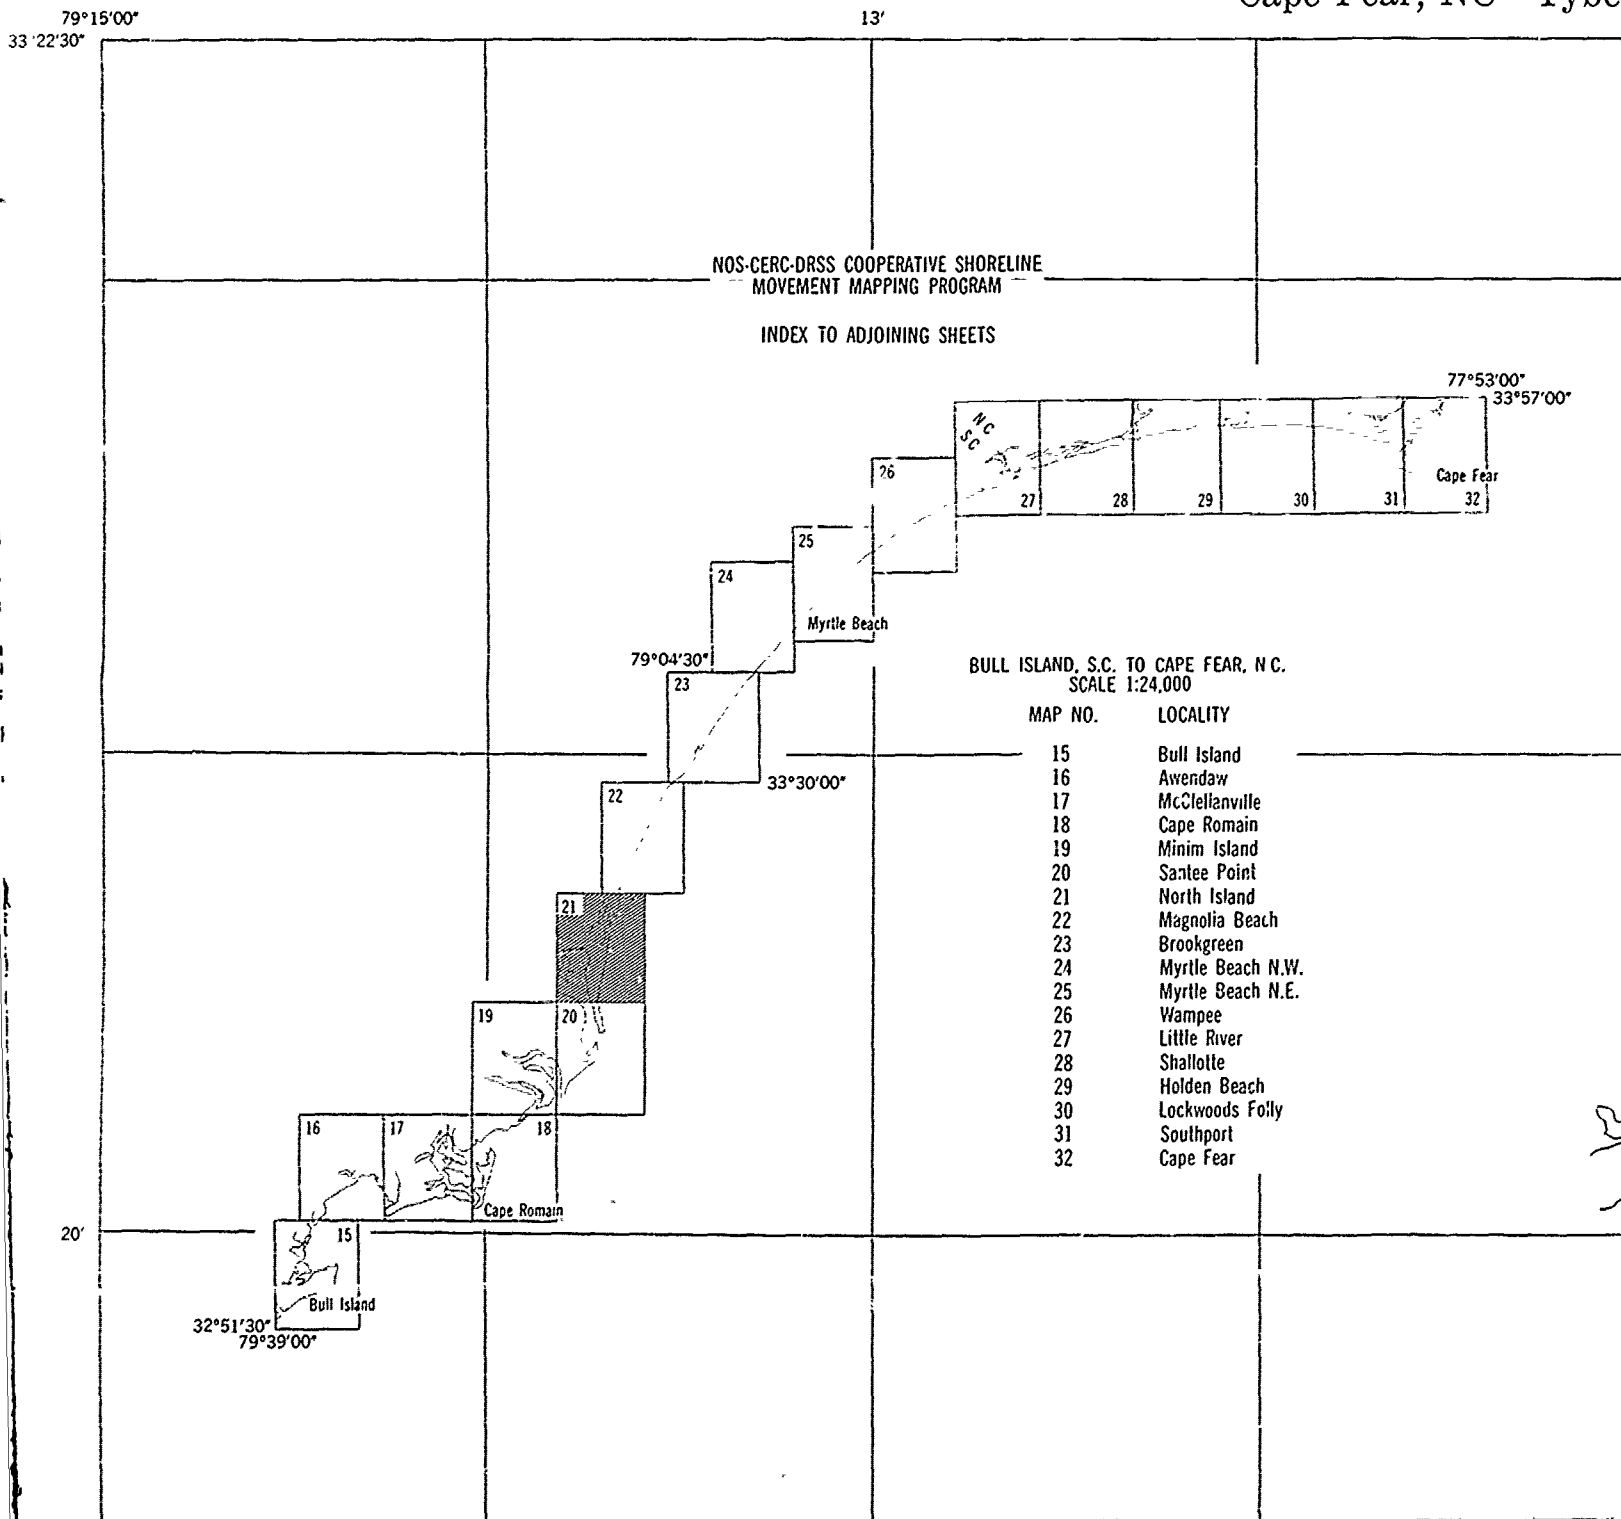 Cape Fear, NC
79°15'00" 13'
33 22'30"
NOS-CERC-DRSS COOPERATIVE SHORELINE
MOVEMENT MAPPING PROGRAM
INDEX TO ADJOINING SHEETS
77°53'00"
33°57'00"
NC
SC
26
Cape Fear
27 28 29 30 31 32
25
24
Myrtle Beach
79°04'30"
23
33°30'00"
22
21
19 20
16 17 18
Cape Romain
20'
15
Bull Island
32°51'30"
79°39'00"
BULL ISLAND, S.C. TO CAPE FEAR, N C.
SCALE 1:24,000
MAP NO. LOCALITY
15 Bull Island
16 Awendaw
17 McClellanville
18 Cape Romain
19 Minim Island
20 Santee Point
21 North Island
22 Magnolia Beach
23 Brookgreen
24 Myrtle Beach N.W.
25 Myrtle Beach N.E.
26 Wampee
27 Little River
28 Shallotte
29 Holden Beach
30 Lockwoods Folly
31 Southport
32 Cape Fear